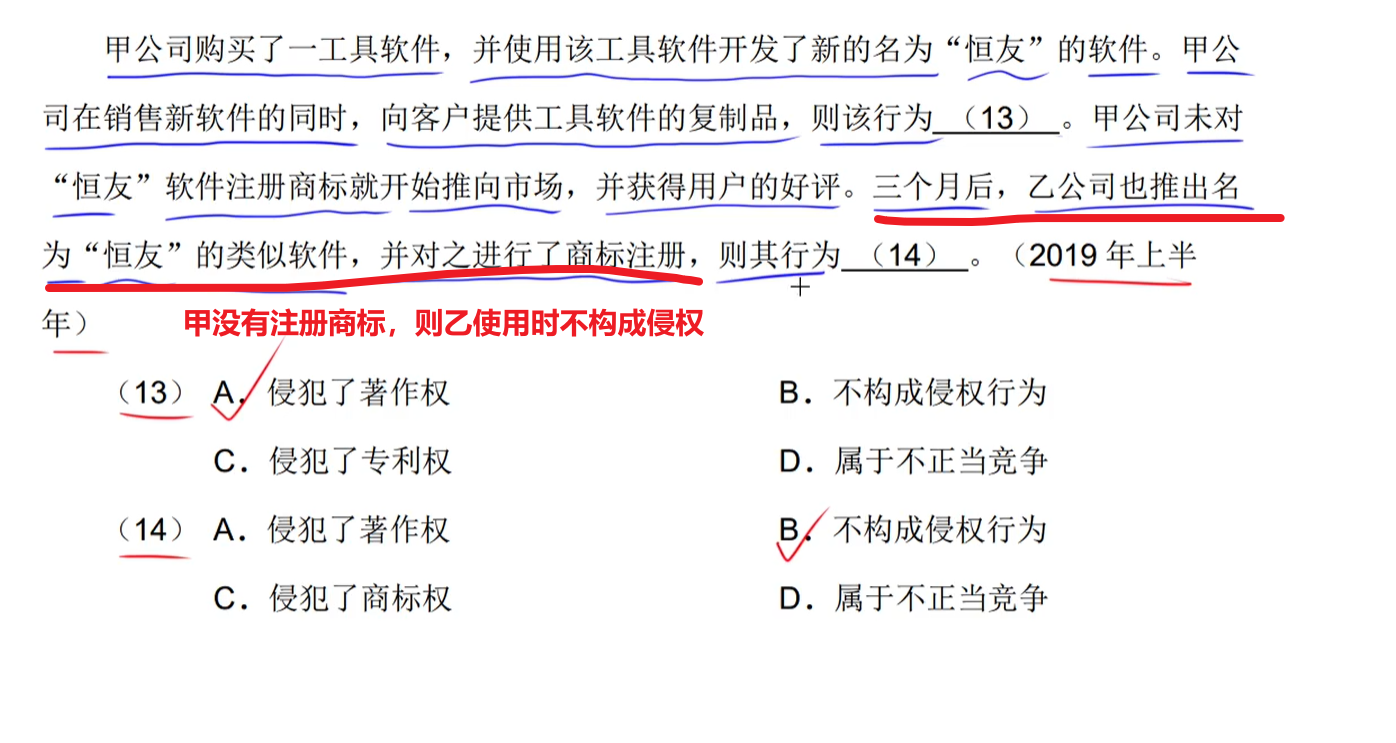 甲公司购买了一工具软件，并使用该工具软件开发了新的名为“恒友”的软件。甲公
司在销售新软件的同时，向客户提供工具软件的复制品，则该行为（13）。甲公司未对
“恒友”软件注册商标就开始推向市场，并获得用户的好评。三个月后，乙公司也推出名
为“恒友”的类似软件，并对之进行了商标注册，则其行为（14）。（2019 年上半
年）
甲没有注册商标，则乙使用时不构成侵权
（13） A．侵犯了著作权 B．不构成侵权行为
C．侵犯了专利权 D．属于不正当竞争
（14） A．侵犯了著作权 B．不构成侵权行为
C．侵犯了商标权 D．属于不正当竞争